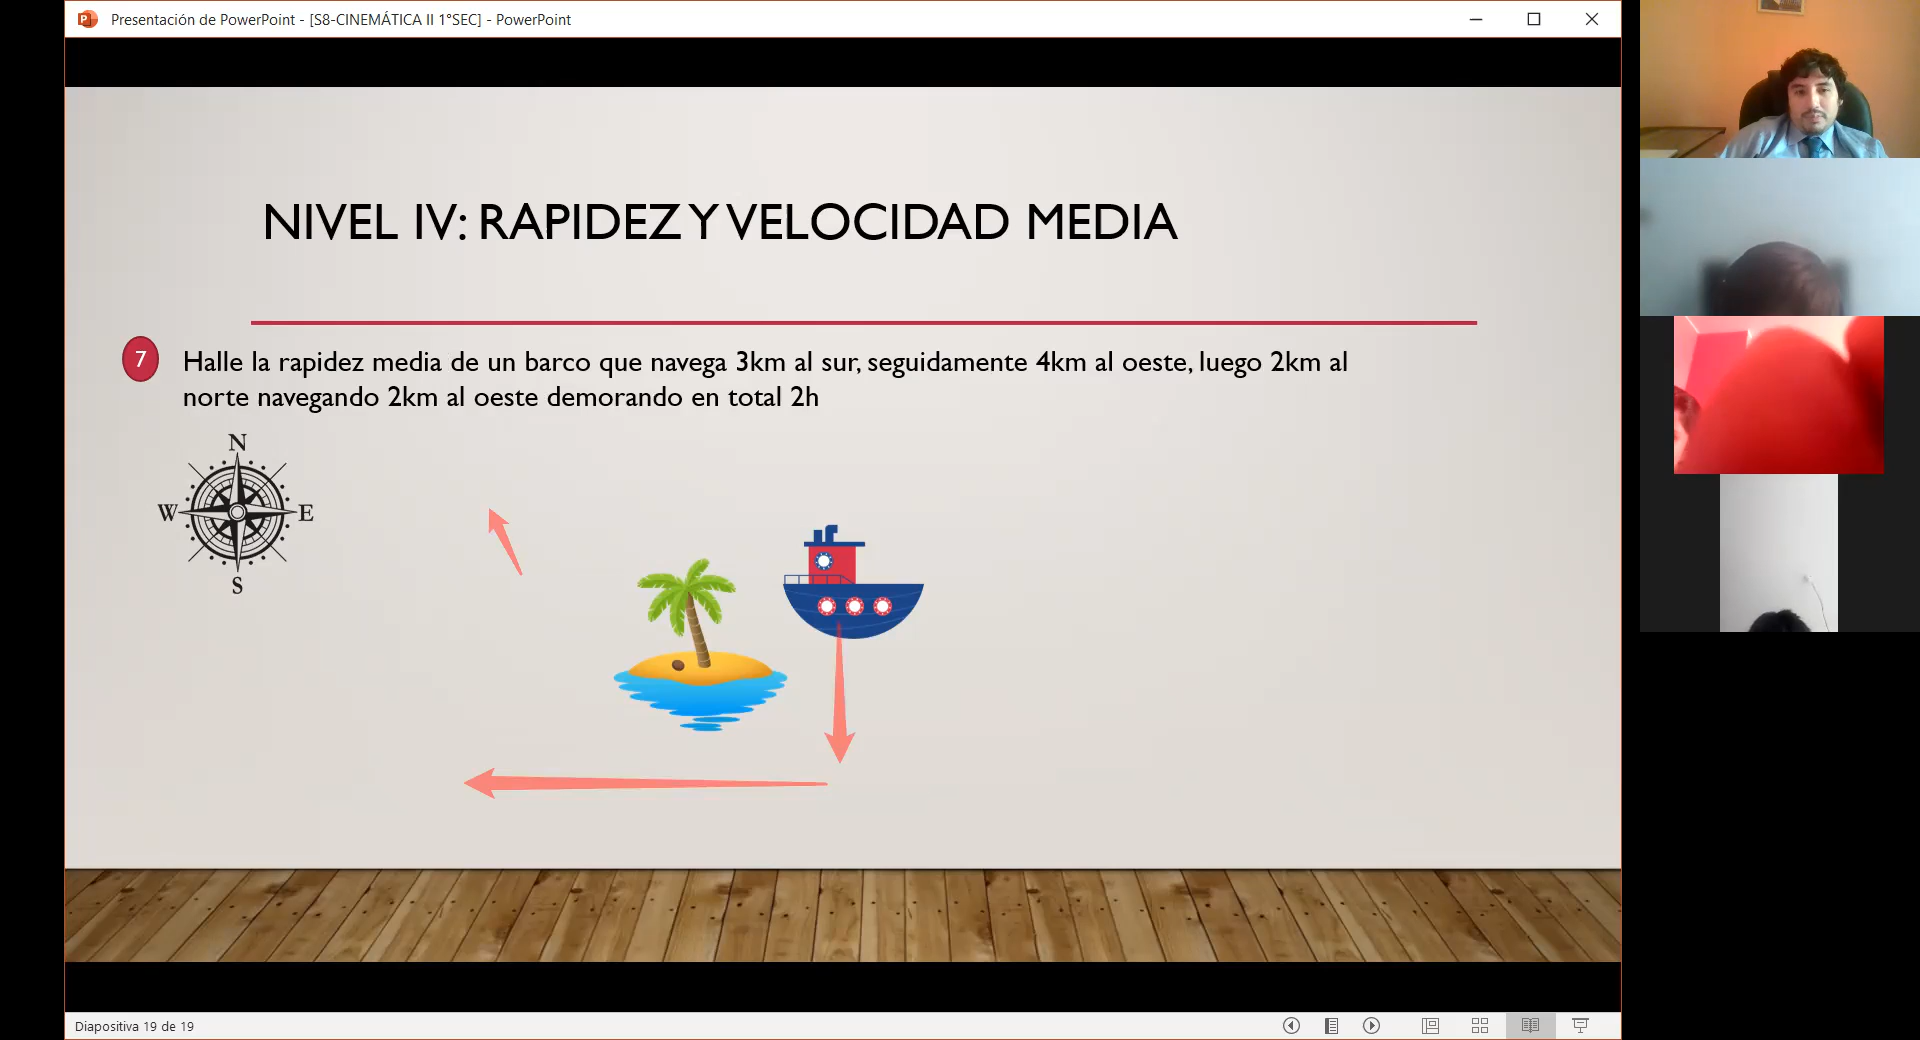 Presentación de PowerPoint - [S8-CINEMÁTICA II 1°SEC] - PowerPoint
NIVEL IV: RAPIDEZ Y VELOCIDAD MEDIA
7
Halle la rapidez media de un barco que navega 3km al sur, seguidamente 4km al oeste, luego 2km al
norte navegando 2km al oeste demorando en total 2h
N
W E
S
Diapositiva 19 de 19